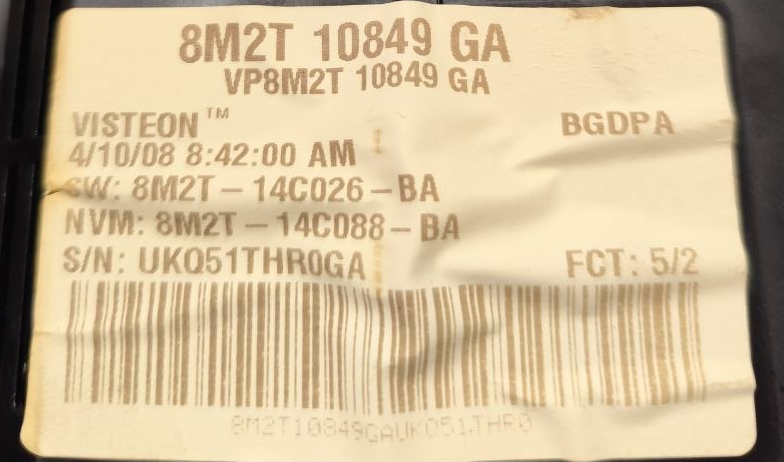 8M2T 10849 GA
VP8M2T 10849 GA
VISTEON™ BGDPA
4/10/08 8:42:00 AM
SW: 8M2T-14C026-BA
NVM: 8M2T-14C088-BA
S/N: UKQ51THR0GA FCT: 5/2
8M2T10849GAUKQ51THR0